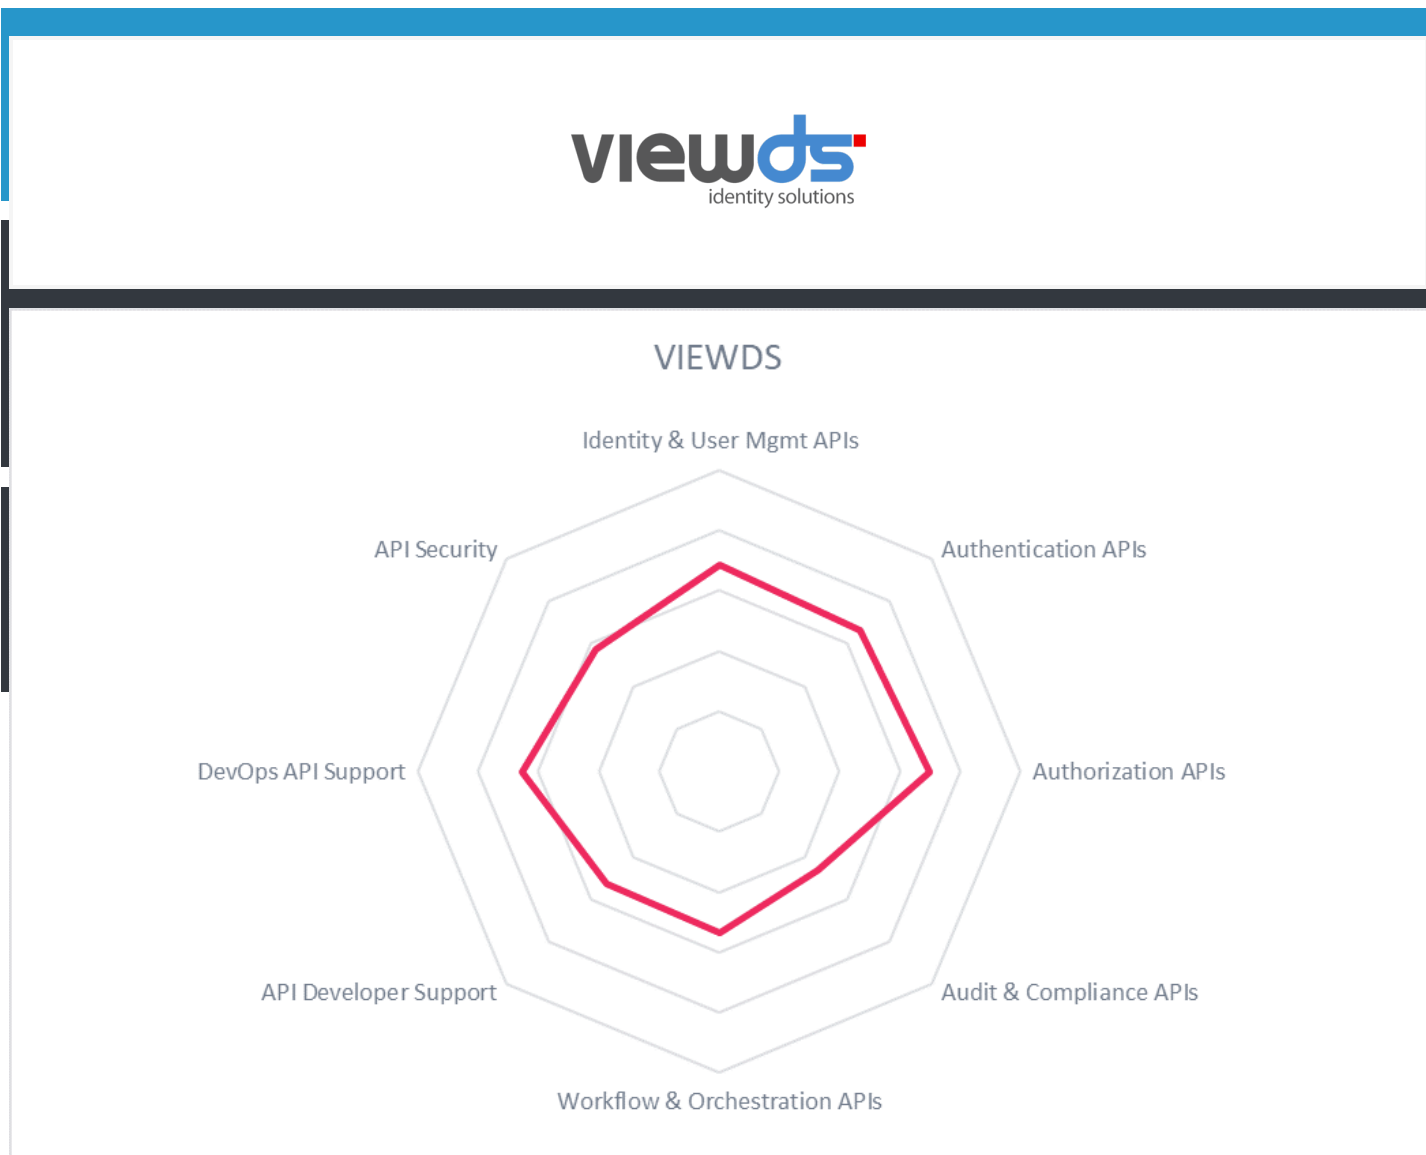 viewds
identity solutions
VIEWDS
Identity & User Mgmt APIs
API Security
Authentication APIs
DevOps API Support
Authorization APIs
API Developer Support
Audit & Compliance APIs
Workflow & Orchestration APIs